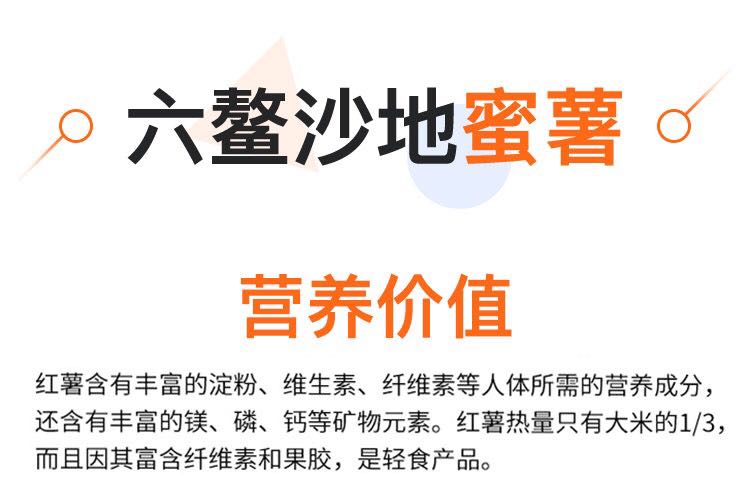 六鳌沙地蜜薯
营养价值
红薯含有丰富的淀粉、维生素、纤维素等人体所需的营养成分，
还含有丰富的镁、磷、钙等矿物元素。红薯热量只有大米的1/3，
而且因其富含纤维素和果胶，是轻食产品。